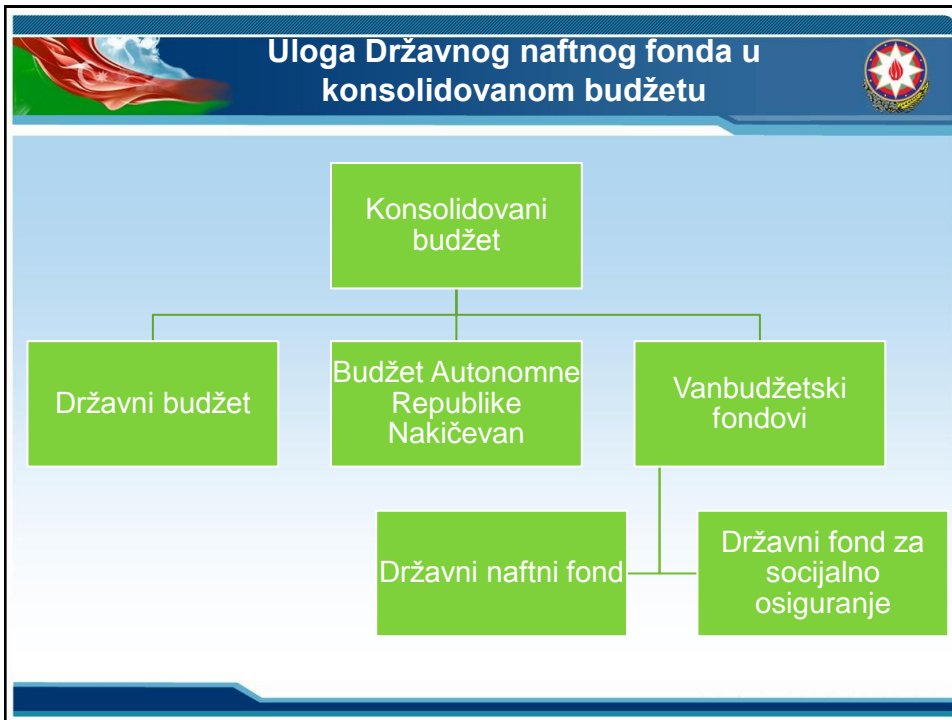 Uloga Državnog naftnog fonda u
konsolidovanom budžetu
Konsolidovani
budžet
Državni budžet
Budžet Autonomne
Republike
Nakičevan
Vanbudžetski
fondovi
Državni naftni fond
Državni fond za
socijalno
osiguranje